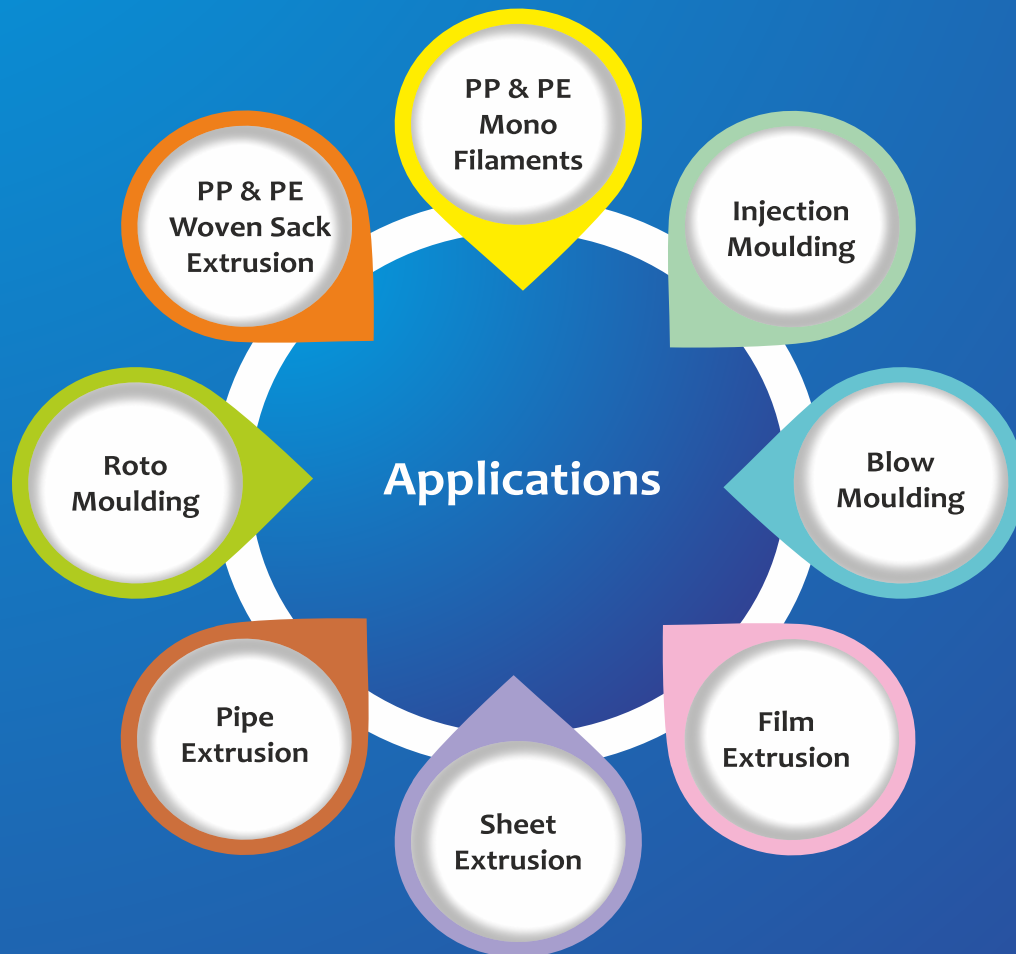 PP & PE
Mono
Filaments
Injection
Moulding
Blow
Moulding
Film
Extrusion
Sheet
Extrusion
Pipe
Extrusion
Roto
Moulding
PP & PE
Woven Sack
Extrusion
Applications